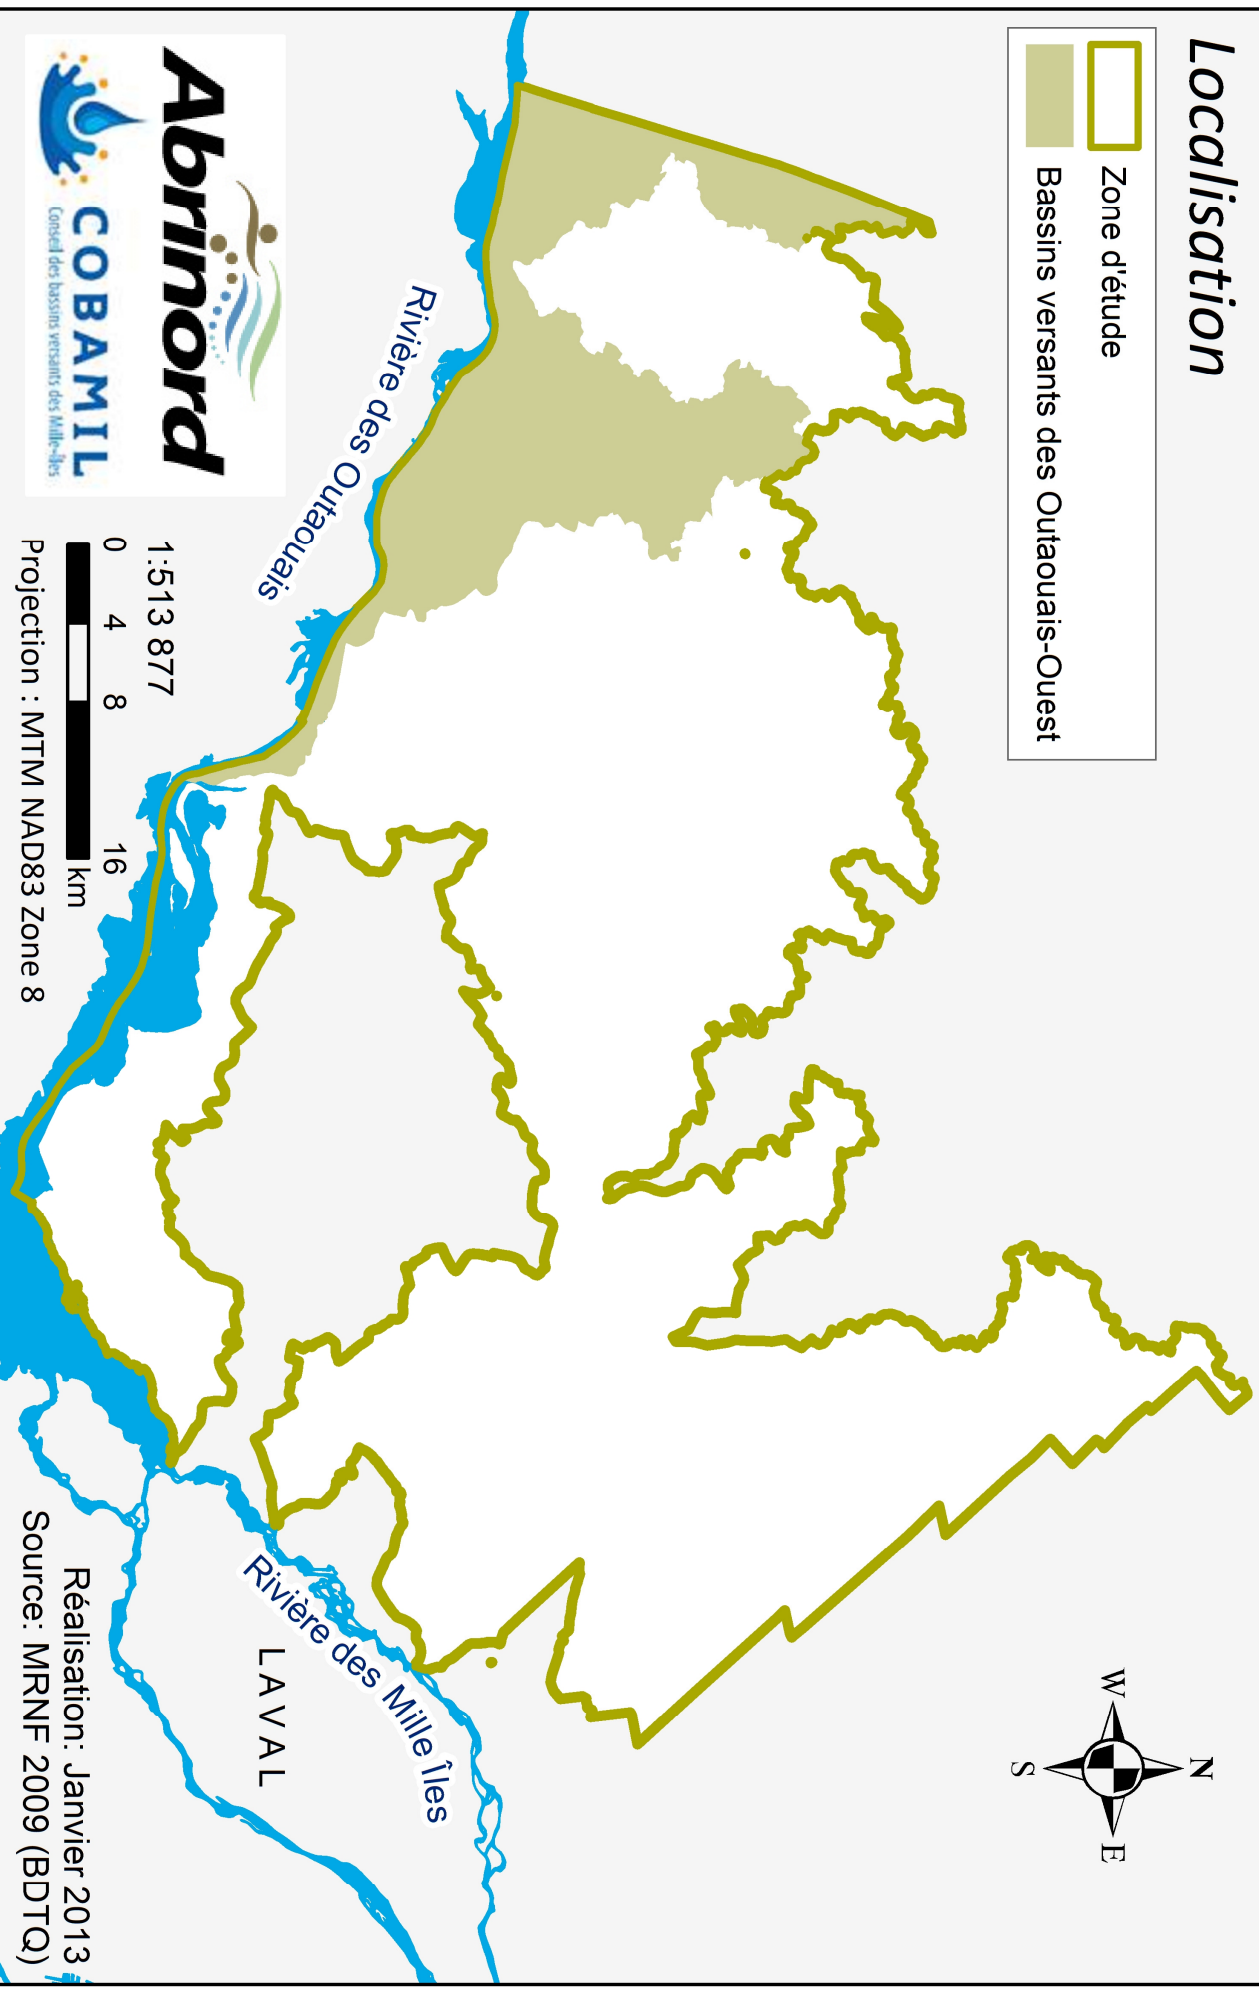 Localisation
Zone d'étude
Bassins versants des Outaouais-Ouest
N
W
E
S
Rivière des Outaouais
Rivière des Mille Îles
LAVAL
Abrinord
COBAMIL
Conseil des bassins versants des Mille-Îles
1:513 877
0 4 8 16
km
Projection : MTM NAD83 Zone 8
Réalisation: Janvier 2013
Source: MRNF 2009 (BDTQ)